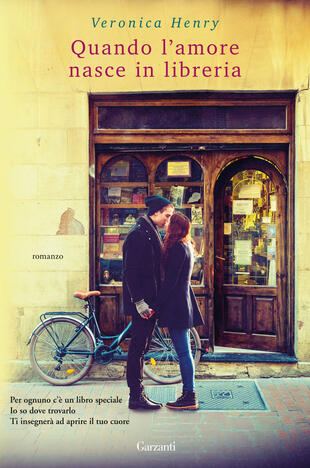 Veronica Henry
Quando l'amore
nasce in libreria
romanzo
Per ognuno c'è un libro speciale
Io so dove trovarlo
Ti insegnerà ad aprire il tuo cuore
Garzanti